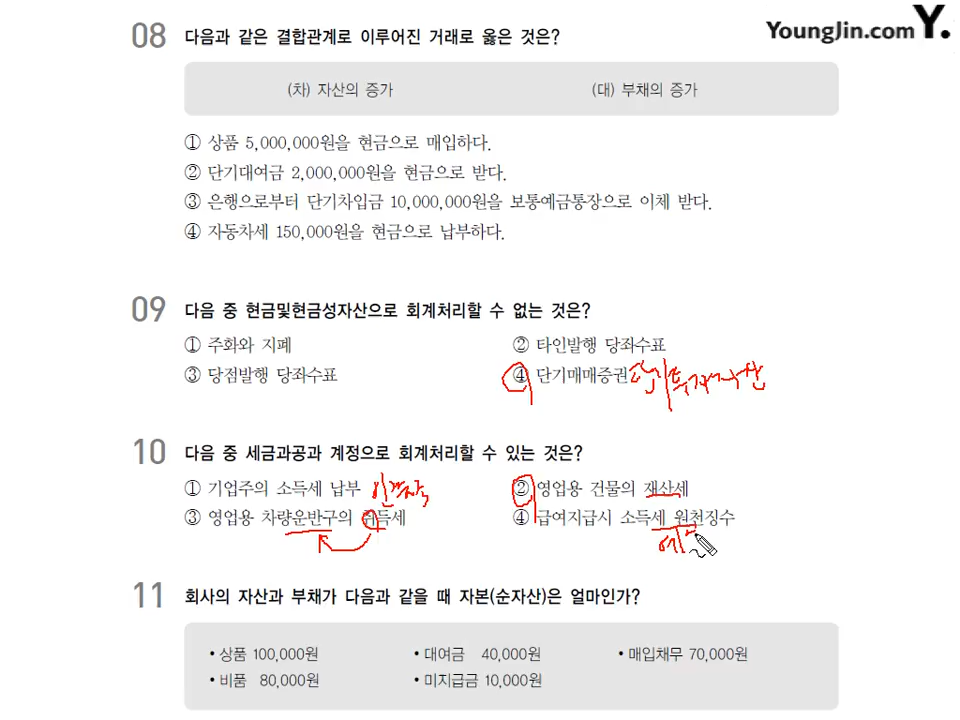 YoungJin.com Y.
08 다음과 같은 결합관계로 이루어진 거래로 옳은 것은?
(차) 자산의 증가 (대) 부채의 증가
① 상품 5,000,000원을 현금으로 매입하다.
② 단기대여금 2,000,000원을 현금으로 받다.
③ 은행으로부터 단기차입금 10,000,000원을 보통예금통장으로 이체 받다.
④ 자동차세 150,000원을 현금으로 납부하다.
09 다음 중 현금및현금성자산으로 회계처리할 수 없는 것은?
① 주화와 지폐 ② 타인발행 당좌수표
③ 당점발행 당좌수표 ④ 단기매매증권 단기투자자산
10 다음 중 세금과공과 계정으로 회계처리할 수 있는 것은?
① 기업주의 소득세 납부 인출금 ② 영업용 건물의 재산세
③ 영업용 차량운반구의 취득세 ④ 급여지급시 소득세 원천징수
11 회사의 자산과 부채가 다음과 같을 때 자본(순자산)은 얼마인가?
• 상품 100,000원 • 대여금 40,000원 • 매입채무 70,000원
• 비품 80,000원 • 미지급금 10,000원